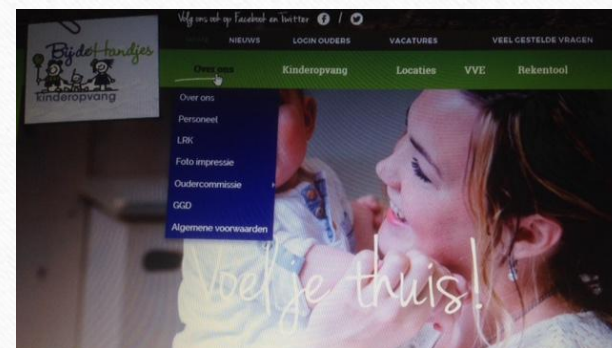 Volg ons ook op Facebook en Twitter /
NIEUWS LOGIN OUDERS VACATURES VEEL GESTELDE VRAGEN
Bij de Handjes
kinderopvang
Over ons Kinderopvang Locaties VVE Rekentool
Over ons
Personeel
LRK
Foto impressie
Oudercommissie
GGD
Algemene voorwaarden
Voel je thuis!